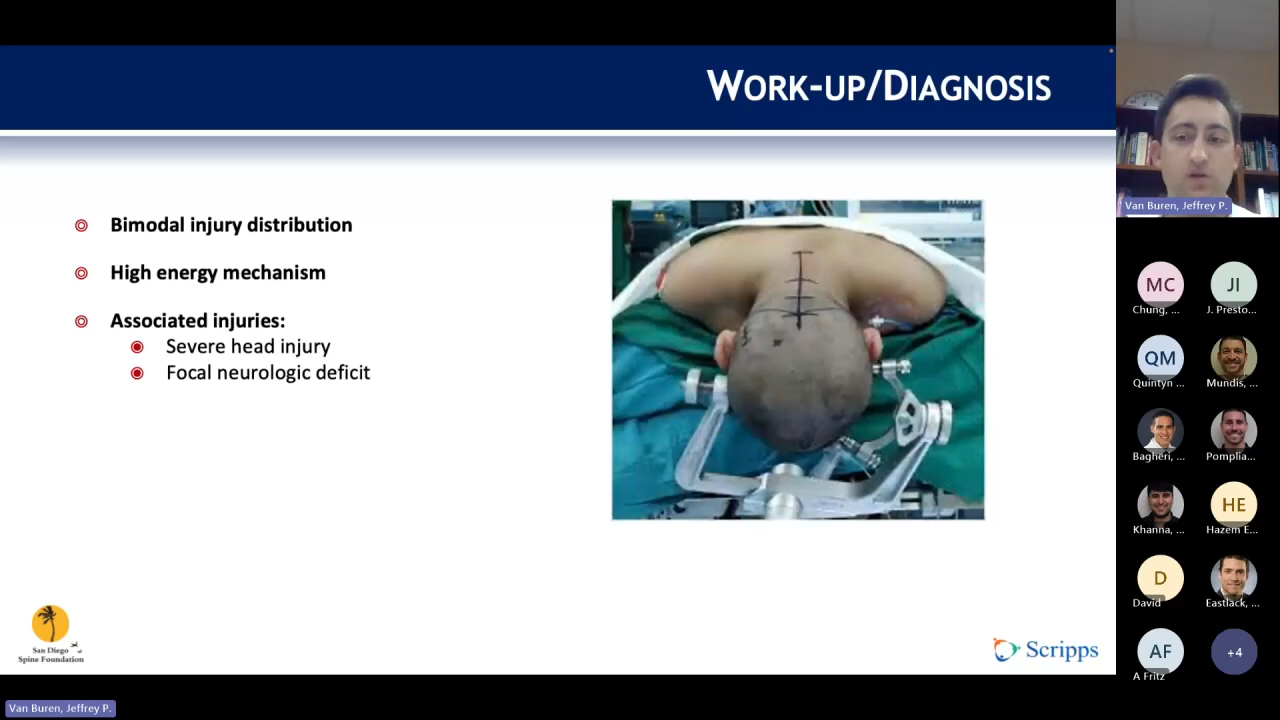 WORK-UP/DIAGNOSIS
Bimodal injury distribution
High energy mechanism
Associated injuries:
Severe head injury
Focal neurologic deficit
San Diego
Spine Foundation
Scripps
Van Buren, Jeffrey P.
MC
JI
Chung, ...
J. Presto...
QM
Quintyn ...
Mundis, ...
Bagheri, ...
Pomplia...
HE
Khanna, ...
Hazem E...
D
David
Eastlack, ...
AF
+4
A Fritz
Van Buren, Jeffrey P.